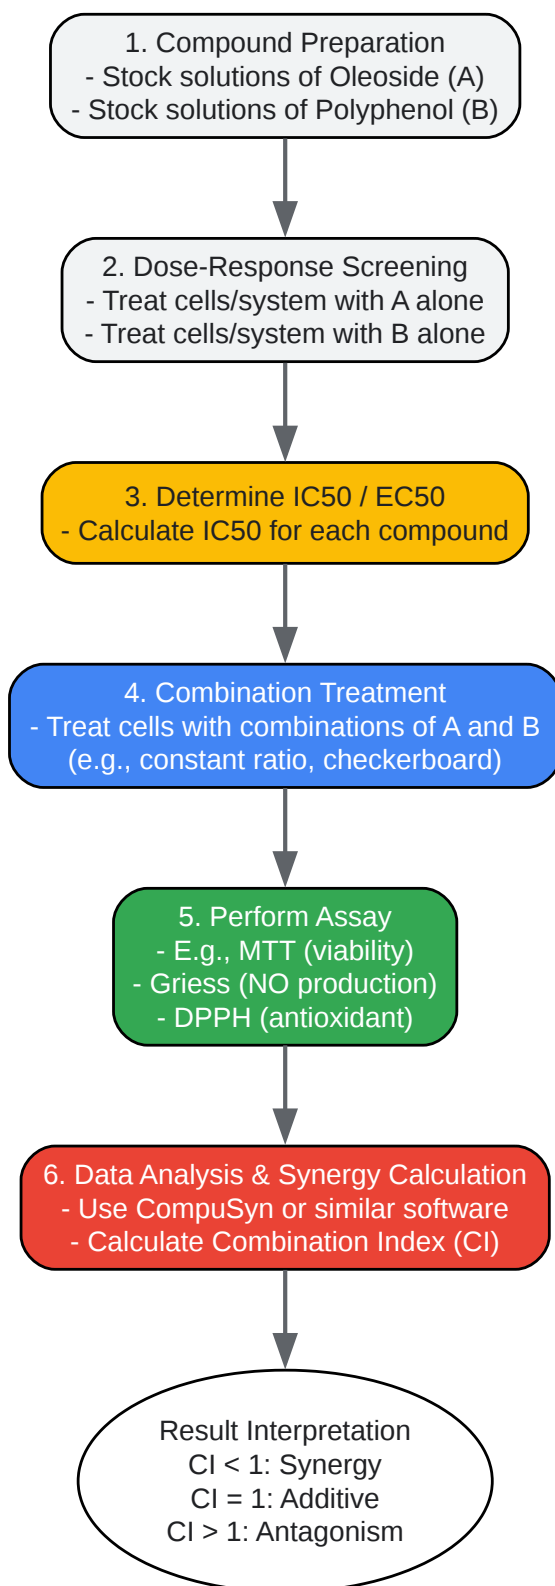 1. Compound Preparation
- Stock solutions of Oleoside (A)
- Stock solutions of Polyphenol (B)
2. Dose-Response Screening
- Treat cells/system with A alone
- Treat cells/system with B alone
3. Determine IC50 / EC50
- Calculate IC50 for each compound
4. Combination Treatment
- Treat cells with combinations of A and B
(e.g., constant ratio, checkerboard)
5. Perform Assay
- E.g., MTT (viability)
- Griess (NO production)
- DPPH (antioxidant)
6. Data Analysis & Synergy Calculation
- Use CompuSyn or similar software
- Calculate Combination Index (CI)
Result Interpretation
CI < 1: Synergy
CI = 1: Additive
CI > 1: Antagonism